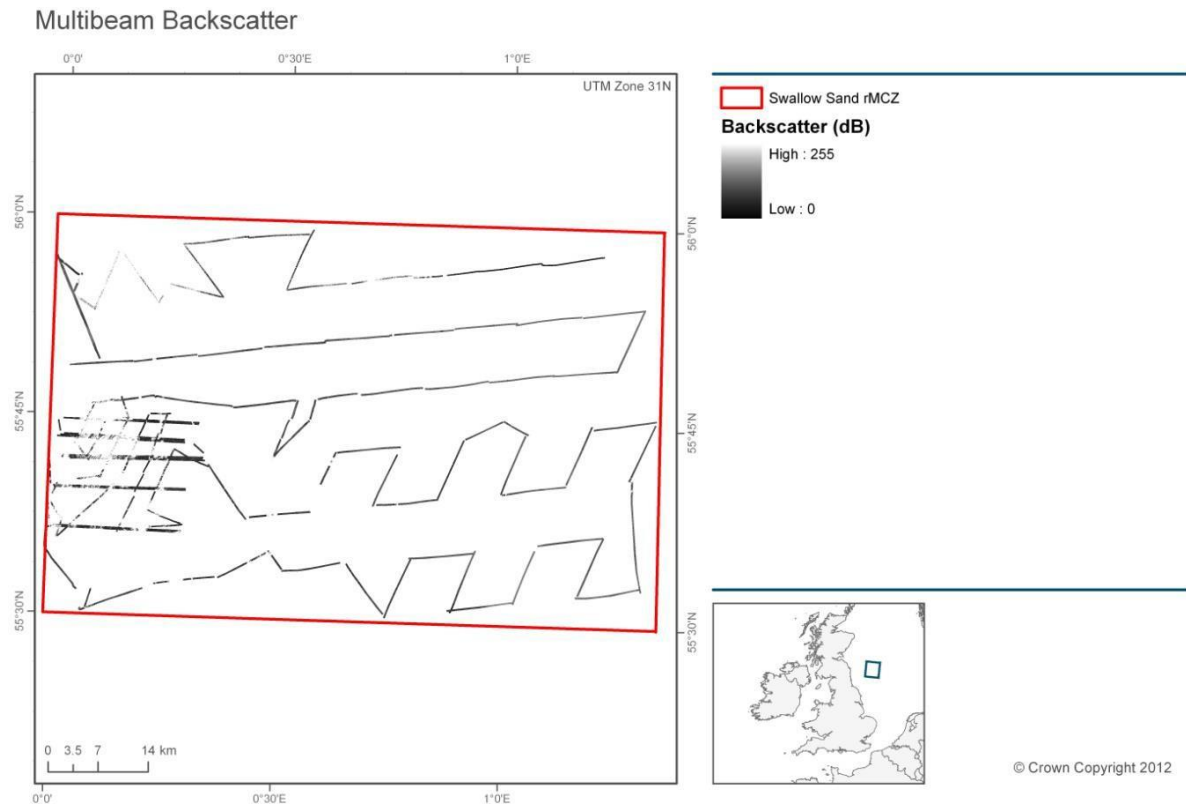 Multibeam Backscatter
0°0' 0°30'E 1°0'E
UTM Zone 31N
56°0'N
55°45'N
55°30'N
56°0'N
55°45'N
55°30'N
0 3.5 7 14 km
0°0' 0°30'E 1°0'E
Swallow Sand rMCZ
Backscatter (dB)
High : 255
Low : 0
© Crown Copyright 2012